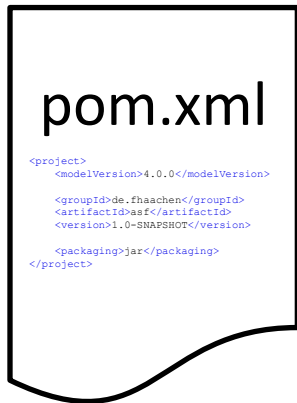 pom.xml
<project>
    <modelVersion>4.0.0</modelVersion>
    <groupId>de.fhaachen</groupId>
    <artifactId>asf</artifactId>
    <version>1.0-SNAPSHOT</version>
    <packaging>jar</packaging>
</project>